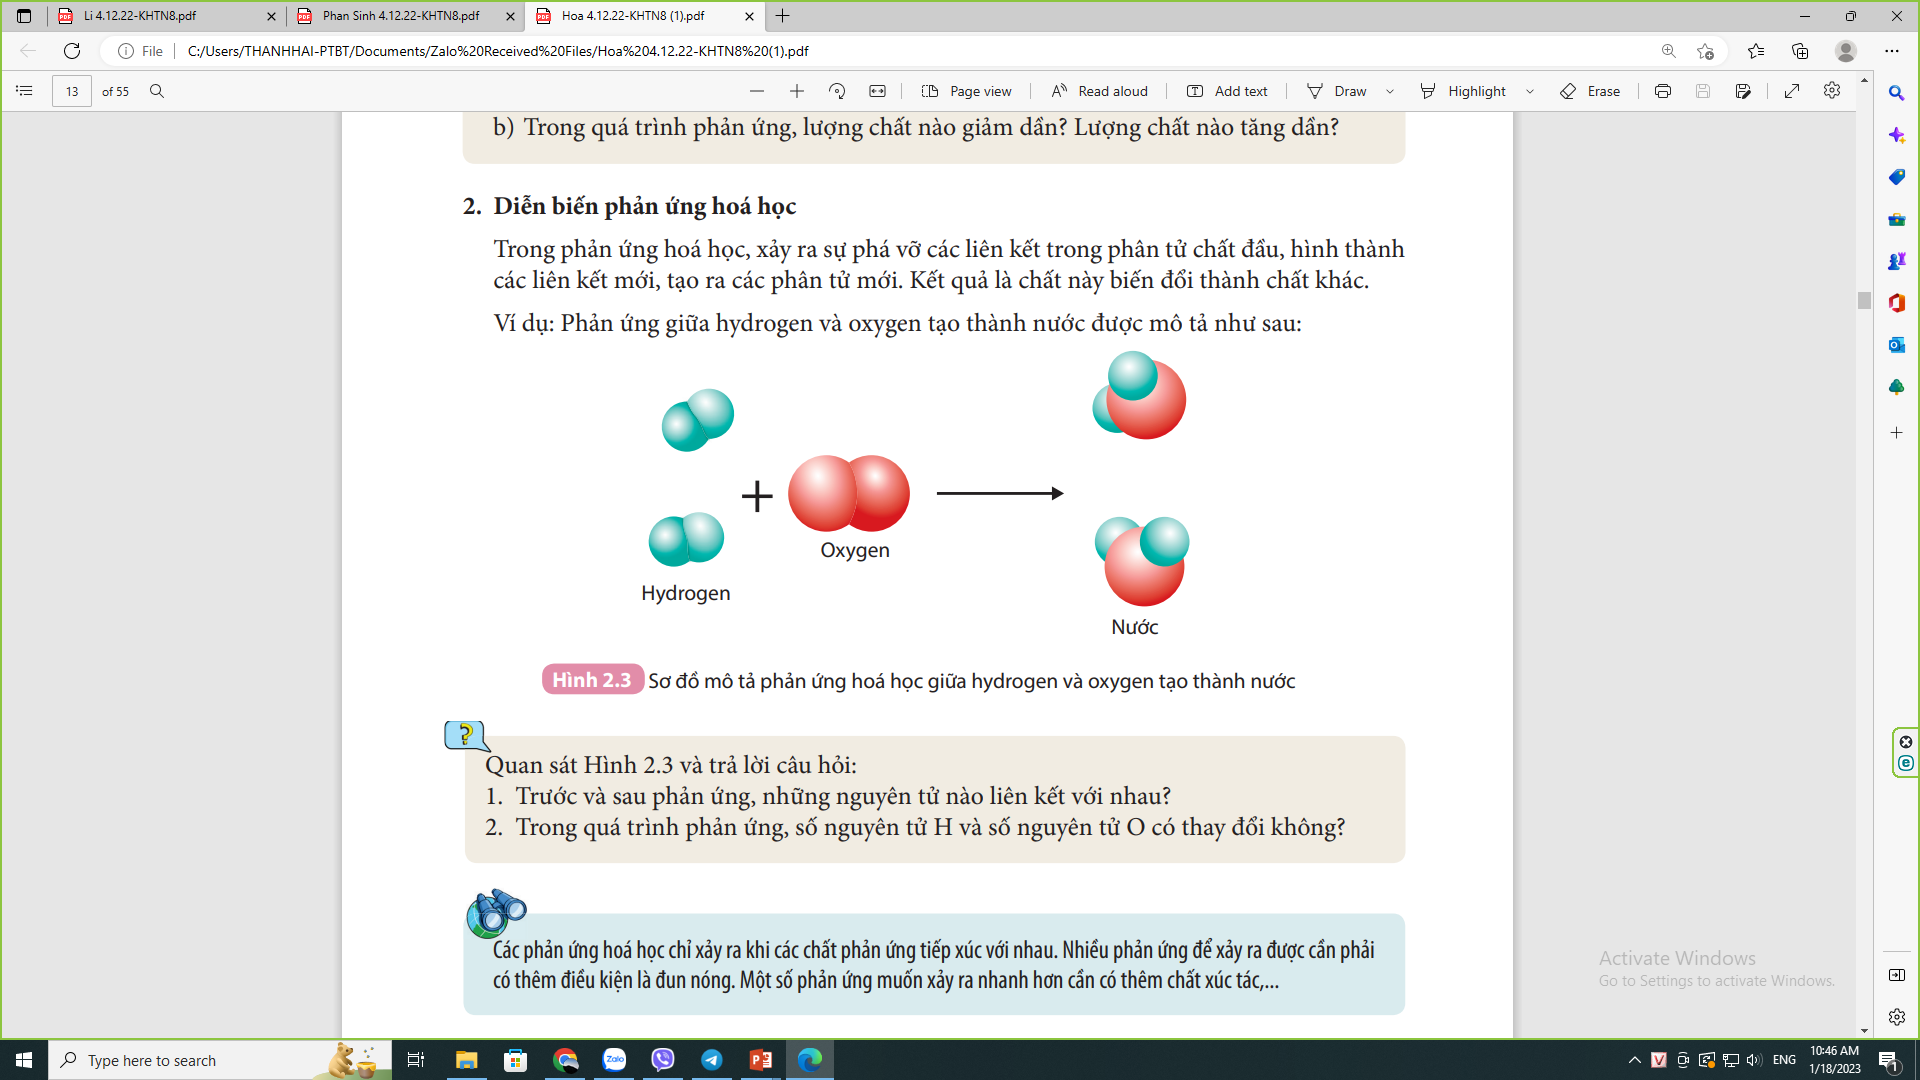 Li 4.12.22-KHTN8.pdf
Phan Sinh 4.12.22-KHTN8.pdf
Hoa 4.12.22-KHTN8 (1).pdf
File
C:/Users/THANHHAI-PTBT/Documents/Zalo%20Received%20Files/Hoa%204.12.22-KHTN8%20(1).pdf
13 of 55
Page view
Read aloud
Add text
Draw
Highlight
Erase
b) Trong quá trình phản ứng, lượng chất nào giảm dần? Lượng chất nào tăng dần?
2. Diễn biến phản ứng hoá học
Trong phản ứng hoá học, xảy ra sự phá vỡ các liên kết trong phân tử chất đầu, hình thành
các liên kết mới, tạo ra các phân tử mới. Kết quả là chất này biến đổi thành chất khác.
Ví dụ: Phản ứng giữa hydrogen và oxygen tạo thành nước được mô tả như sau:
+
Oxygen
Hydrogen
Nước
Hình 2.3 Sơ đồ mô tả phản ứng hoá học giữa hydrogen và oxygen tạo thành nước
?
Quan sát Hình 2.3 và trả lời câu hỏi:
1. Trước và sau phản ứng, những nguyên tử nào liên kết với nhau?
2. Trong quá trình phản ứng, số nguyên tử H và số nguyên tử O có thay đổi không?
Các phản ứng hoá học chỉ xảy ra khi các chất phản ứng tiếp xúc với nhau. Nhiều phản ứng để xảy ra được cần phải
có thêm điều kiện là đun nóng. Một số phản ứng muốn xảy ra nhanh hơn cần có thêm chất xúc tác,...
Activate Windows
Go to Settings to activate Windows.
Type here to search
Zalo
ENG
10:46 AM
1/18/2023
1